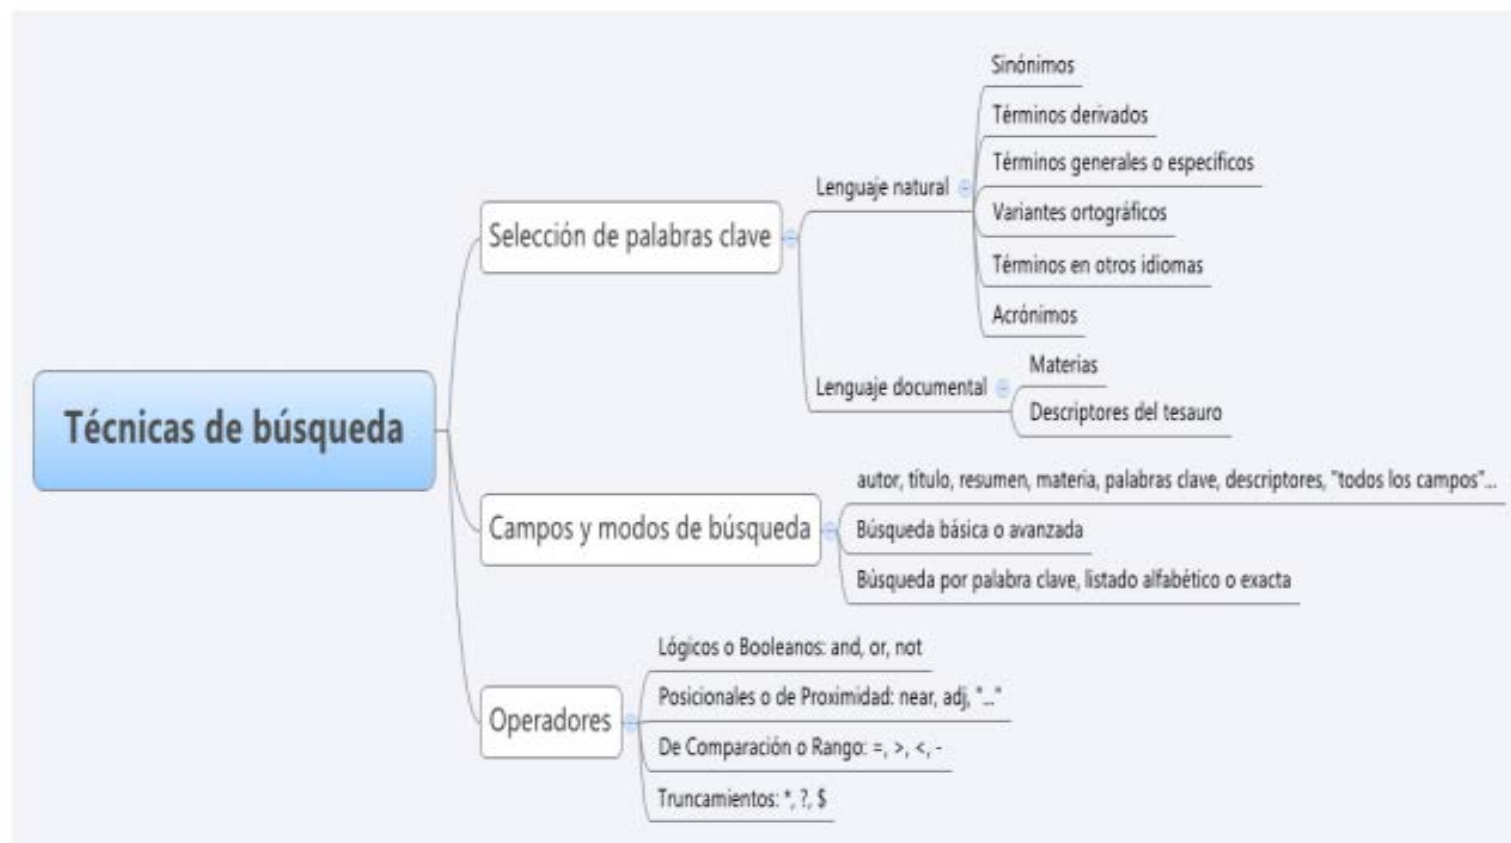 Técnicas de búsqueda
Selección de palabras clave
Lenguaje natural
Sinónimos
Términos derivados
Términos generales o específicos
Variantes ortográficos
Términos en otros idiomas
Acrónimos
Lenguaje documental
Materias
Descriptores del tesauro
Campos y modos de búsqueda
autor, título, resumen, materia, palabras clave, descriptores, "todos los campos"...
Búsqueda básica o avanzada
Búsqueda por palabra clave, listado alfabético o exacta
Operadores
Lógicos o Booleanos: and, or, not
Posicionales o de Proximidad: near, adj, "..."
De Comparación o Rango: =, >, <, -
Truncamientos: *, ?, $